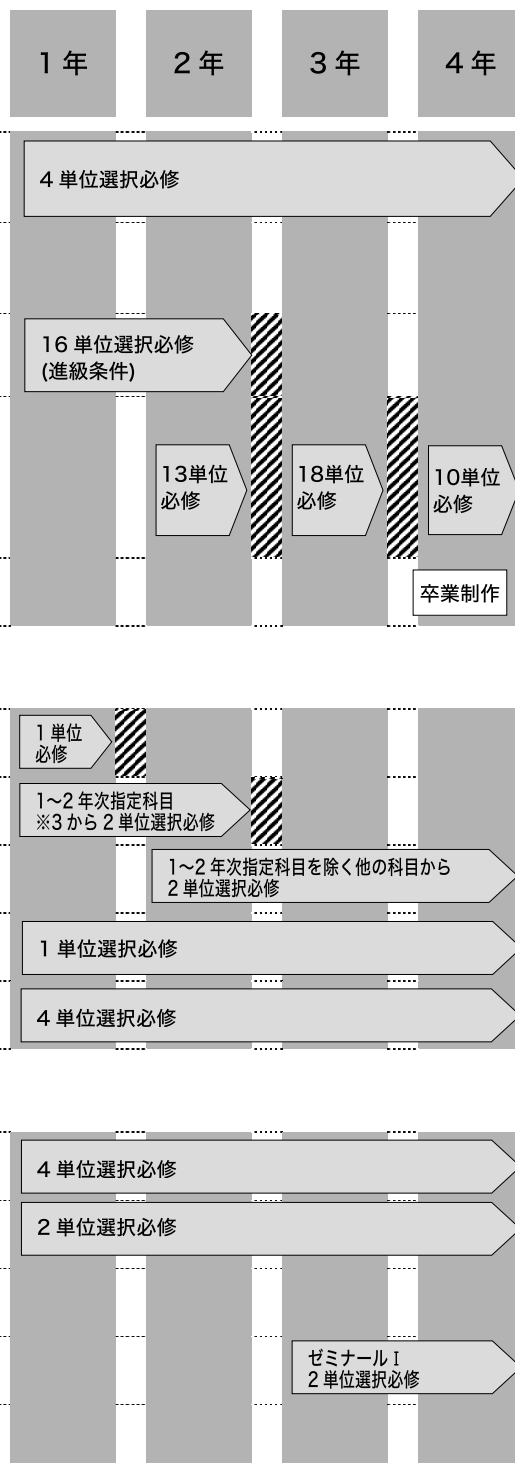 1 年
2 年
3 年
4 年
4 単位選択必修
16 単位選択必修
(進級条件)
13単位
必修
18単位
必修
10単位
必修
卒業制作
1 単位
必修
1〜2 年次指定科目
※3 から 2 単位選択必修
1〜2 年次指定科目を除く他の科目から
2 単位選択必修
1 単位選択必修
4 単位選択必修
4 単位選択必修
2 単位選択必修
ゼミナール I
2 単位選択必修